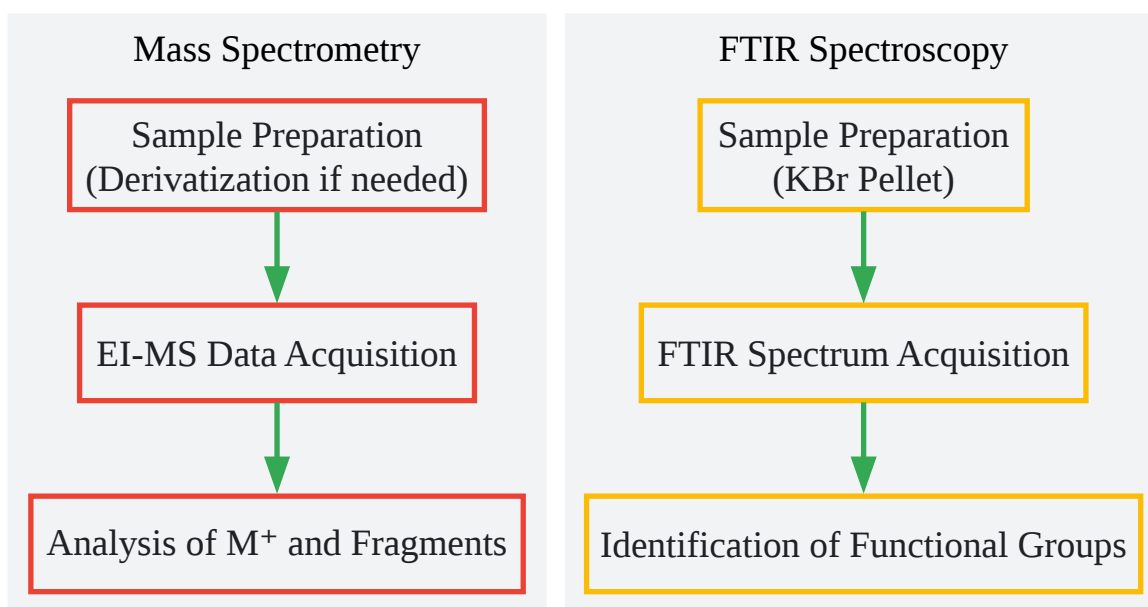 Mass Spectrometry
Sample Preparation
(Derivatization if needed)
EI-MS Data Acquisition
Analysis of M⁺ and Fragments
FTIR Spectroscopy
Sample Preparation
(KBr Pellet)
FTIR Spectrum Acquisition
Identification of Functional Groups